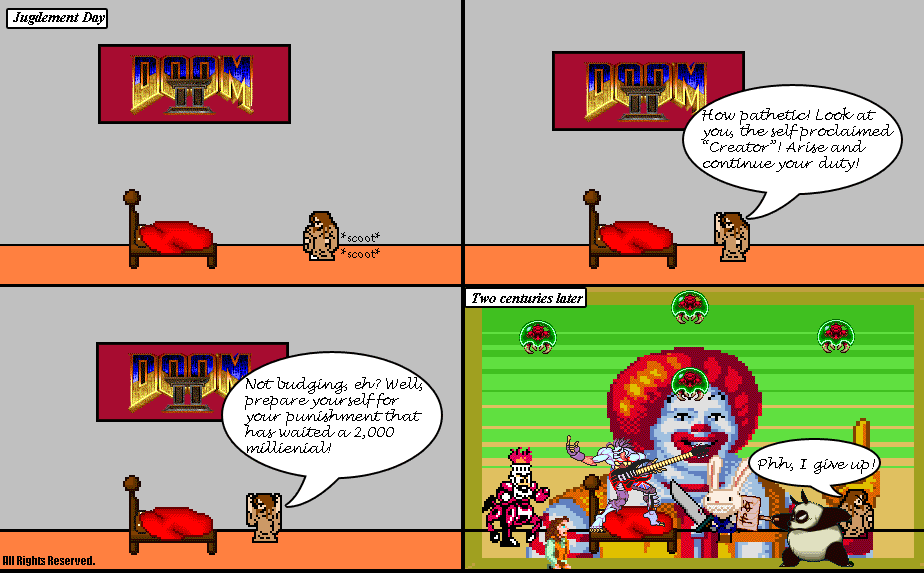 Jugdement Day
DOOM
II
*scoot*
*scoot*
DOOM
II
How pathetic! Look at
you, the self proclaimed
“Creator”! Arise and
continue your duty!
DOOM
II
Not budging, eh? Well,
prepare yourself for
your punishment that
has waited a 2,000
millienial!
All Rights Reserved.
Two centuries later
Phh, I give up!